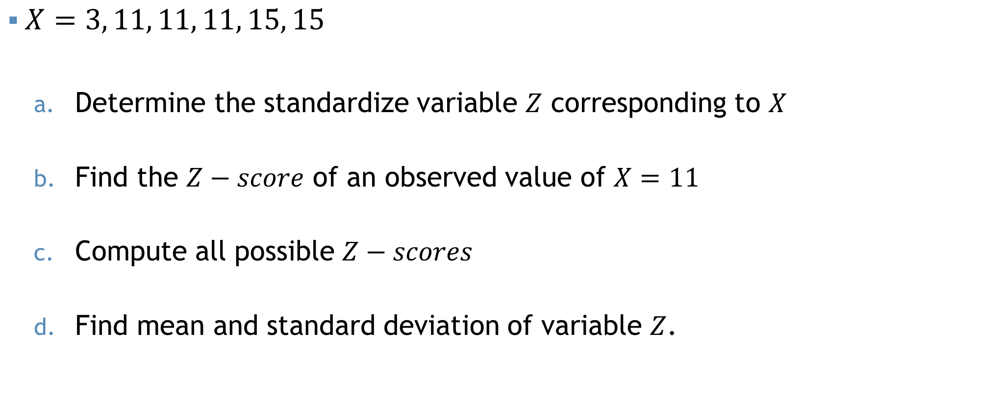 ▪ X = 3, 11, 11, 11, 15, 15
a. Determine the standardize variable Z corresponding to X
b. Find the Z − score of an observed value of X = 11
c. Compute all possible Z − scores
d. Find mean and standard deviation of variable Z.